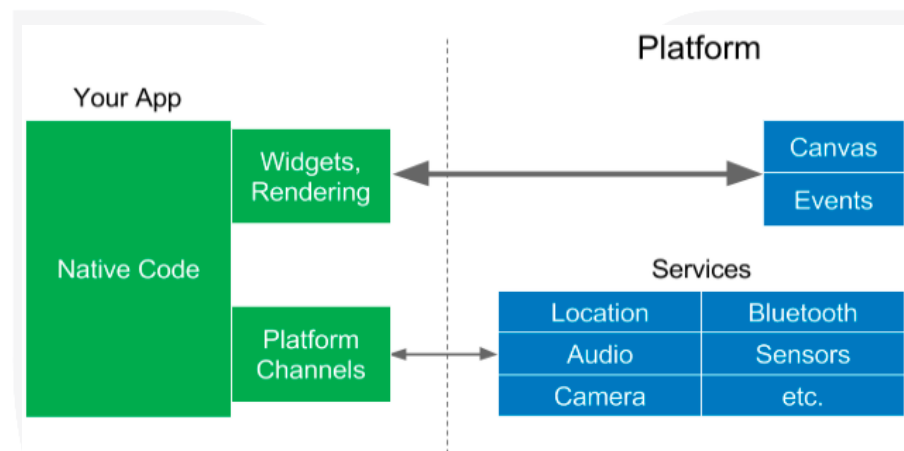 Platform
Your App
Widgets,
Rendering
Canvas
Events
Native Code
Services
Platform
Channels
Location
Bluetooth
Audio
Sensors
Camera
etc.